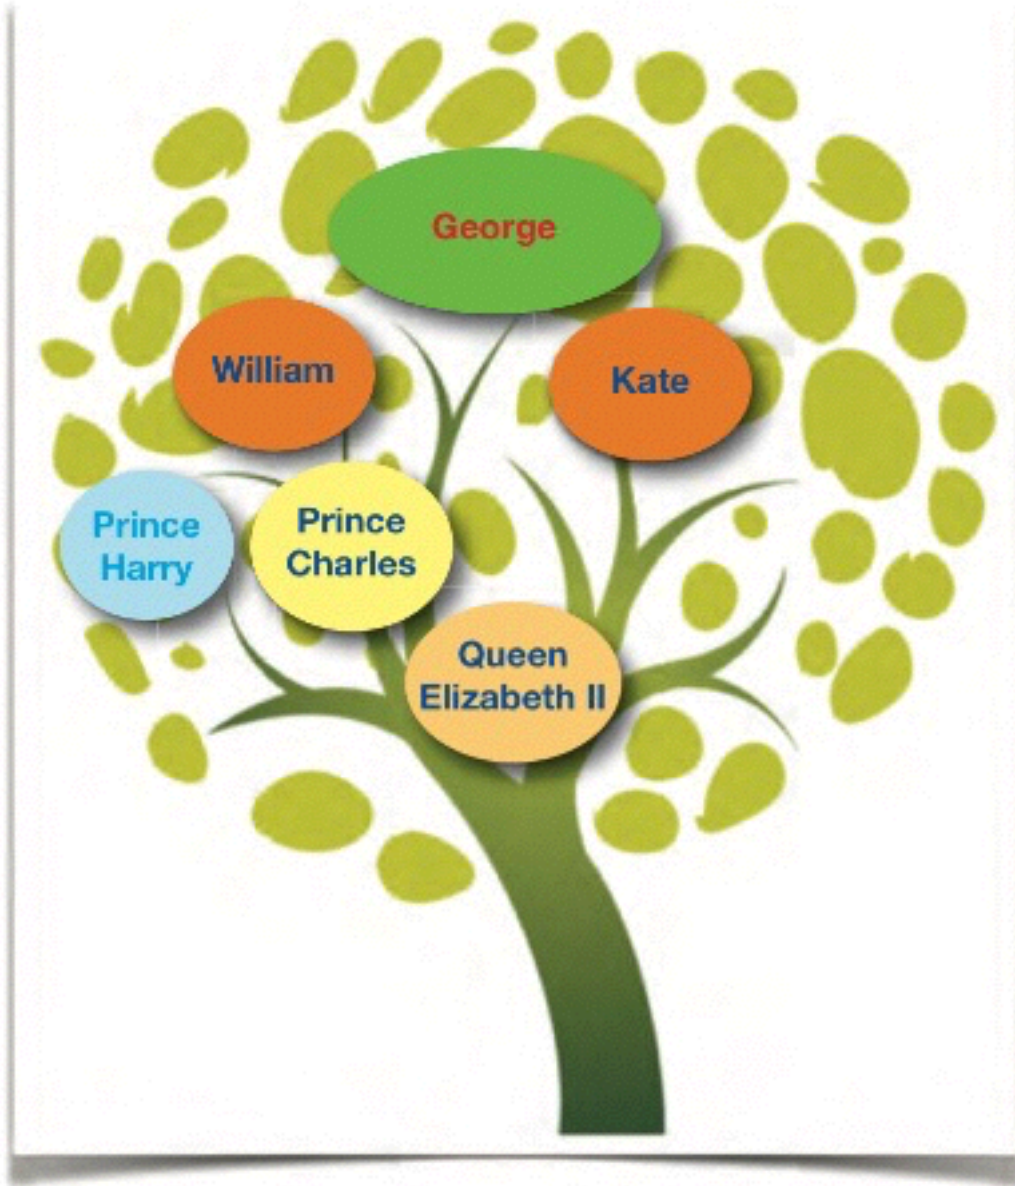 George
William
Kate
Prince
Harry
Prince
Charles
Queen
Elizabeth II